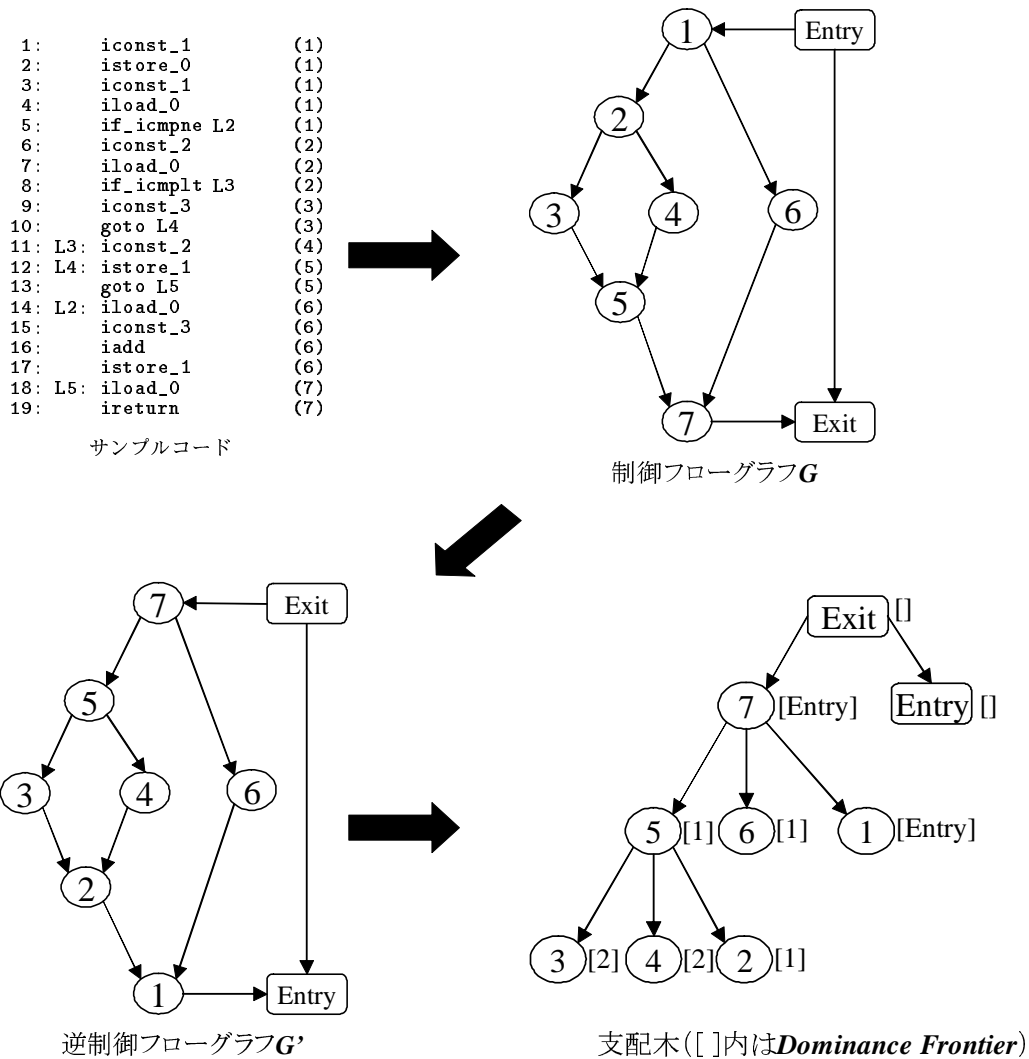 1: iconst_1 (1)
2: istore_0 (1)
3: iconst_1 (1)
4: iload_0 (1)
5: if_icmpne L2 (1)
6: iconst_2 (2)
7: iload_0 (2)
8: if_icmplt L3 (2)
9: iconst_3 (3)
10: goto L4 (3)
11: L3: iconst_2 (4)
12: L4: istore_1 (5)
13: goto L5 (5)
14: L2: iload_0 (6)
15: iconst_3 (6)
16: iadd (6)
17: istore_1 (6)
18: L5: iload_0 (7)
19: ireturn (7)
サンプルコード
1 Entry
2
3 4 6
5
7 Exit
制御フローグラフG
7 Exit
5
3 4 6
2
1 Entry
逆制御フローグラフG’
Exit []
7 [Entry] Entry []
5 [1] 6 [1] 1 [Entry]
3 [2] 4 [2] 2 [1]
支配木([ ]内はDominance Frontier)